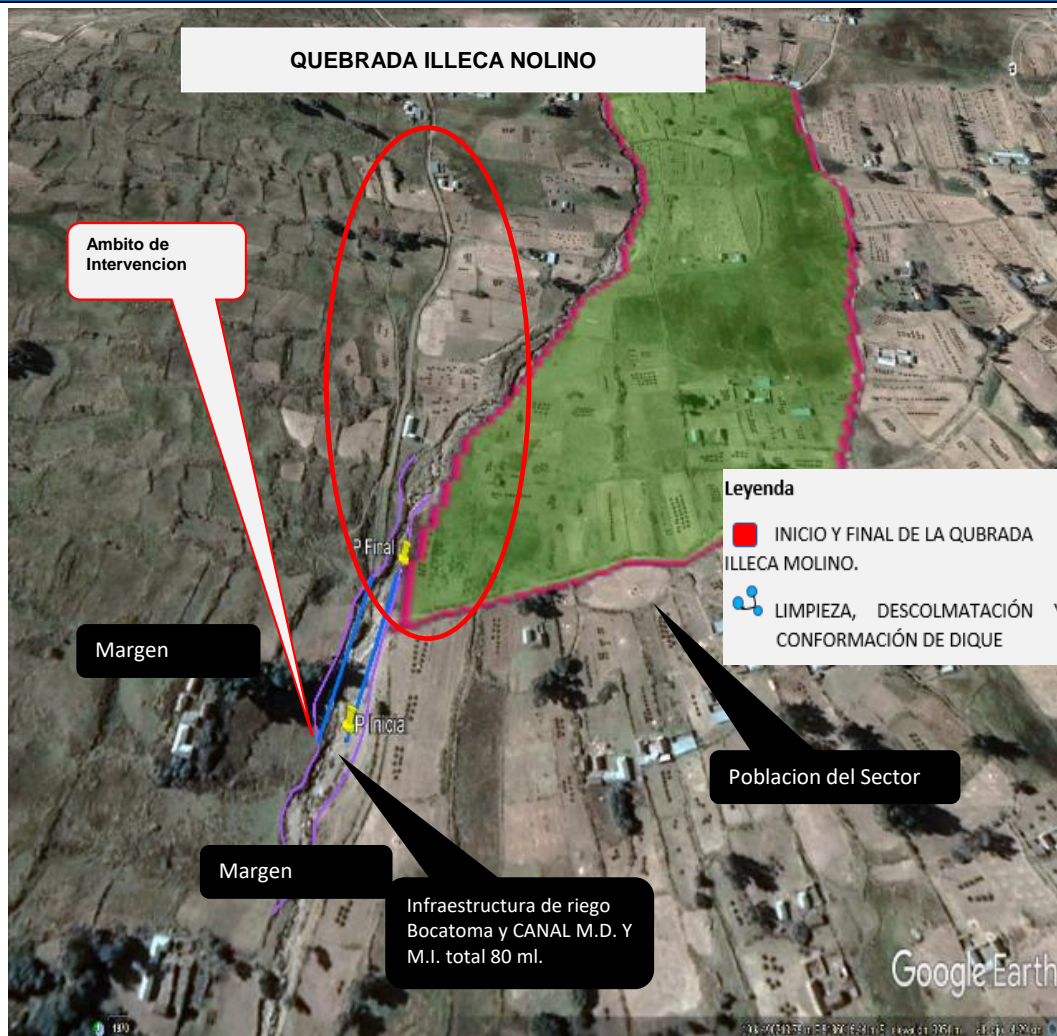 QUEBRADA ILLECA NOLINO
Ambito de
Intervencion
P Final
Leyenda
INICIO Y FINAL DE LA QUBRADA
ILLECA MOLINO.
LIMPIEZA, DESCOLMATACIÓN Y
CONFORMACIÓN DE DIQUE
Margen
P Inicia
Poblacion del Sector
Margen
Infraestructura de riego
Bocatoma y CANAL M.D. Y
M.I. total 80 ml.
Google Earth
1970